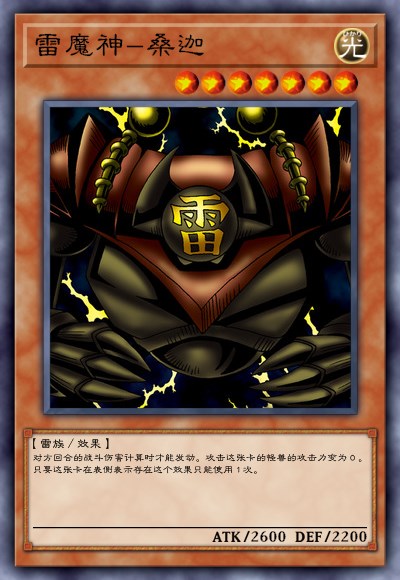 雷魔神-桑迦
光
雷
【雷族/效果】
对方回合的战斗伤害计算时才能发动。攻击这张卡的怪兽的攻击力变为0。
只要这张卡在表侧表示存在这个效果只能使用1次。
ATK/2600 DEF/2200